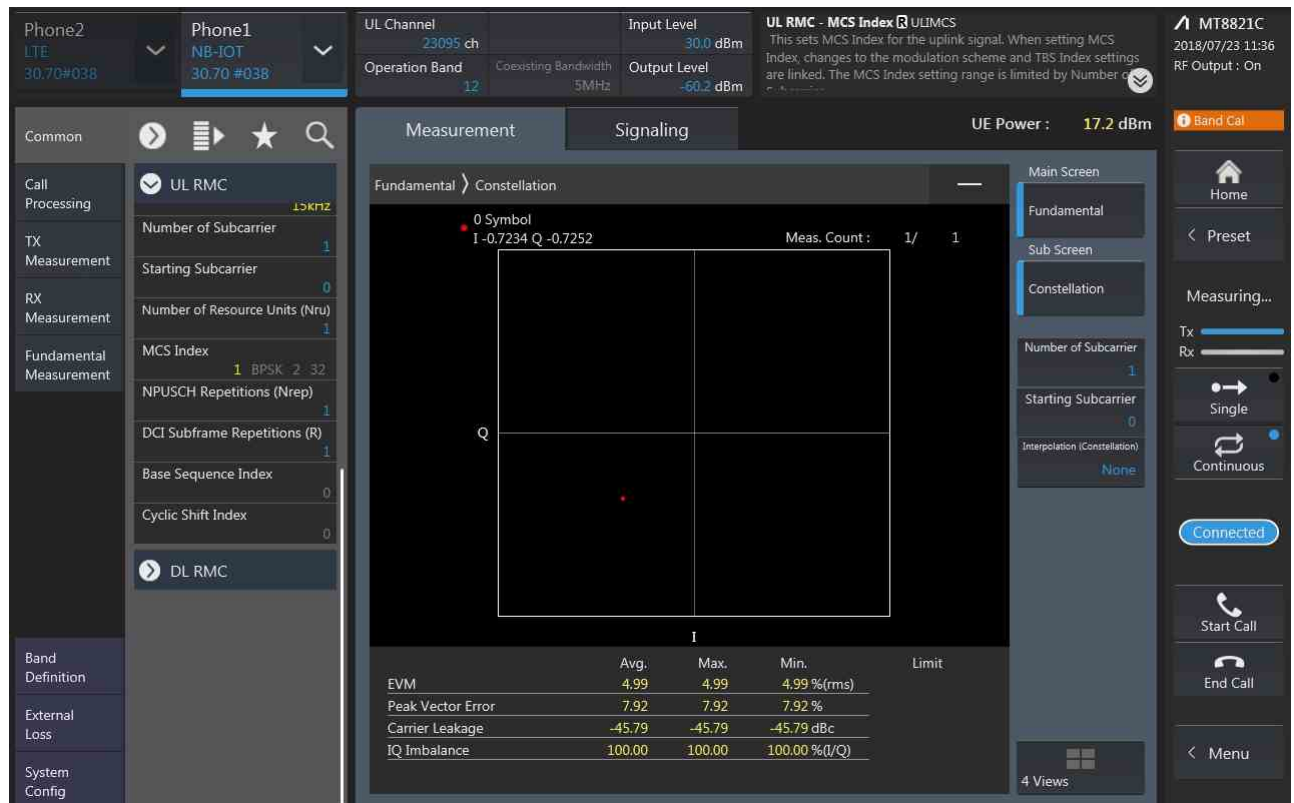 Phone2
LTE
30.70#038
Phone1
NB-IOT
30.70 #038
UL Channel
23095 ch
Operation Band
12
Coexisting Bandwidth
5MHz
Input Level
30.0 dBm
Output Level
-60.2 dBm
UL RMC - MCS Index R ULIMCS
This sets MCS Index for the uplink signal. When setting MCS
Index, changes to the modulation scheme and TBS Index settings
are linked. The MCS Index setting range is limited by Number
MT8821C
2018/07/23 11:36
RF Output : On
Common
Call
Processing
TX
Measurement
RX
Measurement
Fundamental
Measurement
Band
Definition
External
Loss
System
Config
UL RMC
15kHz
Number of Subcarrier
1
Starting Subcarrier
0
Number of Resource Units (Nru)
1
MCS Index
1 BPSK 2 32
NPUSCH Repetitions (Nrep)
1
DCI Subframe Repetitions (R)
1
Base Sequence Index
0
Cyclic Shift Index
0
DL RMC
Measurement
Signaling
UE Power : 17.2 dBm
Fundamental 〉 Constellation
0 Symbol
I -0.7234 Q -0.7252
Meas. Count : 1/ 1
Q
I
Avg. Max. Min. Limit
EVM 4.99 4.99 4.99 %(rms)
Peak Vector Error 7.92 7.92 7.92 %
Carrier Leakage -45.79 -45.79 -45.79 dBc
IQ Imbalance 100.00 100.00 100.00 %(I/Q)
Main Screen
Fundamental
Sub Screen
Constellation
Number of Subcarrier
1
Starting Subcarrier
0
Interpolation (Constellation)
None
4 Views
Band Cal
Home
< Preset
Measuring...
Tx
Rx
Single
Continuous
Connected
Start Call
End Call
< Menu